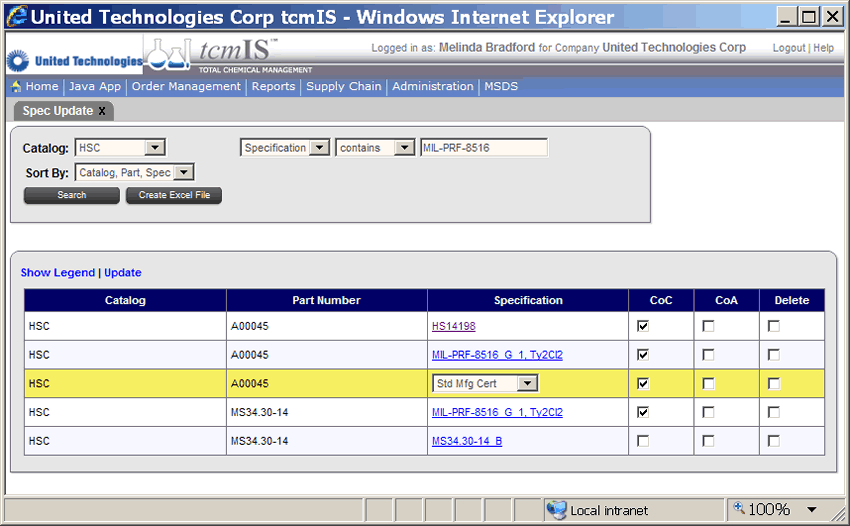 United Technologies Corp tcmIS - Windows Internet Explorer
United Technologies tcmIS™ TOTAL CHEMICAL MANAGEMENT
Logged in as: Melinda Bradford for Company United Technologies Corp Logout | Help
Home | Java App | Order Management | Reports | Supply Chain | Administration | MSDS
Spec Update x
Catalog: HSC Specification contains MIL-PRF-8516
Sort By: Catalog, Part, Spec
Search Create Excel File
Show Legend | Update
Catalog Part Number Specification CoC CoA Delete
HSC A00045 HS14198
HSC A00045 MIL-PRF-8516_G_1, Ty2Cl2
HSC A00045 Std Mfg Cert
HSC MS34.30-14 MIL-PRF-8516_G_1, Ty2Cl2
HSC MS34.30-14 MS34.30-14_B
Local intranet 100%